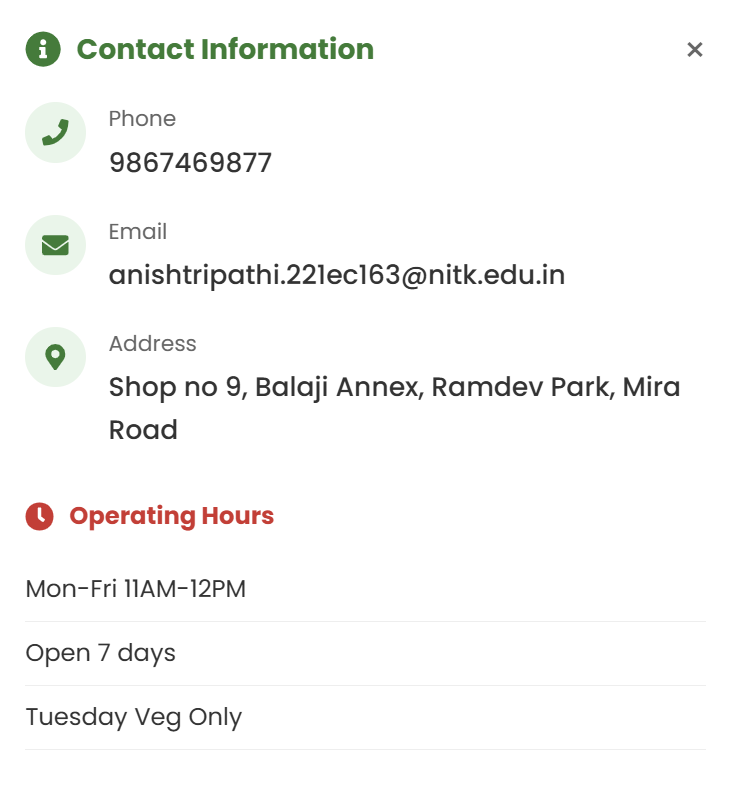 Contact Information
Phone
9867469877
Email
anishtripathi.221ec163@nitk.edu.in
Address
Shop no 9, Balaji Annex, Ramdev Park, Mira
Road
Operating Hours
Mon-Fri 11AM-12PM
Open 7 days
Tuesday Veg Only